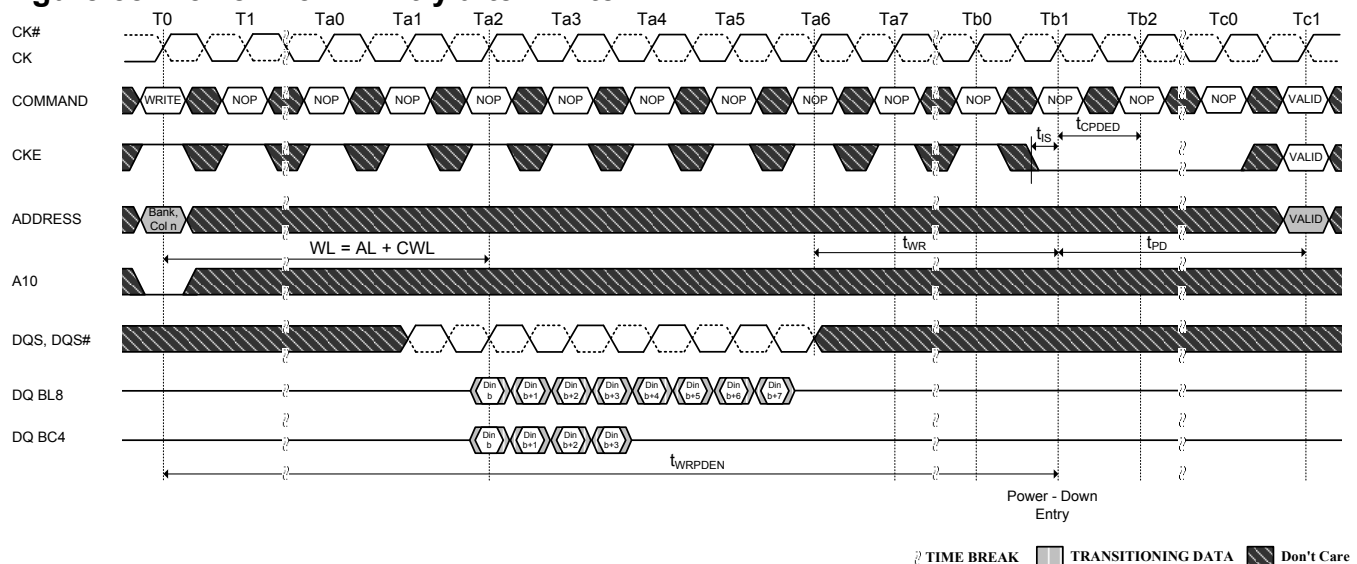 T0 T1 Ta0 Ta1 Ta2 Ta3 Ta4 Ta5 Ta6 Ta7 Tb0 Tb1 Tb2 Tc0 Tc1
CK#
CK
COMMAND WRITE NOP NOP NOP NOP NOP NOP NOP NOP NOP NOP NOP NOP NOP VALID
tIS tCPDED
CKE VALID
ADDRESS Bank, Col n VALID
WL = AL + CWL tWR tPD
A10
DQS, DQS#
DQ BL8 Din b Din b+1 Din b+2 Din b+3 Din b+4 Din b+5 Din b+6 Din b+7
DQ BC4 Din b Din b+1 Din b+2 Din b+3
tWRPDEN
Power - Down
Entry
TIME BREAK TRANSITIONING DATA Don't Care